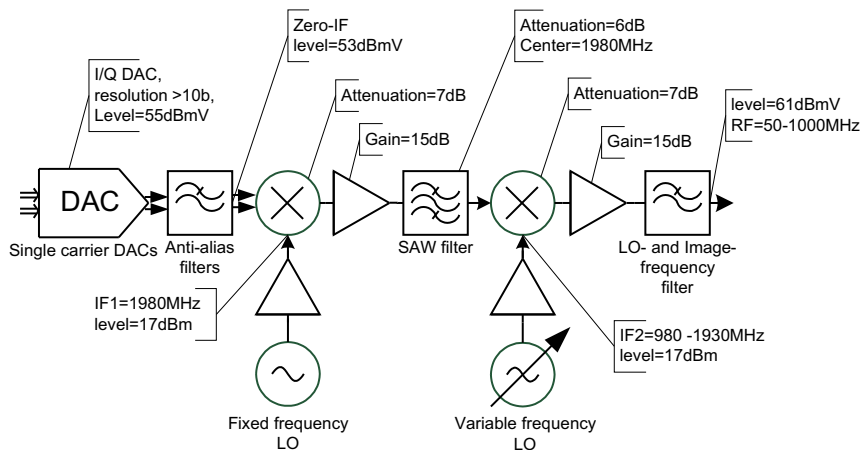 Zero-IF
level=53dBmV
Attenuation=6dB
Center=1980MHz
I/Q DAC,
resolution >10b,
Level=55dBmV
Attenuation=7dB
Attenuation=7dB
level=61dBmV
RF=50-1000MHz
Gain=15dB
Gain=15dB
DAC
Single carrier DACs
Anti-alias
filters
SAW filter
LO- and Image-
frequency
filter
IF1=1980MHz
level=17dBm
IF2=980 -1930MHz
level=17dBm
Fixed frequency
LO
Variable frequency
LO